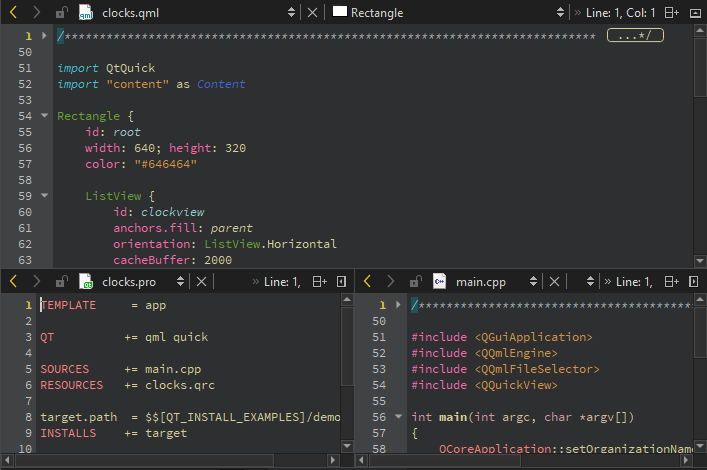 clocks.qml Rectangle » Line: 1, Col: 1
1 /**************************************************************************** ...*/
50
51 import QtQuick
52 import "content" as Content
53
54 Rectangle {
55 id: root
56 width: 640; height: 320
57 color: "#646464"
58
59 ListView {
60 id: clockview
61 anchors.fill: parent
62 orientation: ListView.Horizontal
63 cacheBuffer: 2000
clocks.pro » Line: 1,
1 TEMPLATE = app
2
3 QT += qml quick
4
5 SOURCES += main.cpp
6 RESOURCES += clocks.qrc
7
8 target.path = $$[QT_INSTALL_EXAMPLES]/demo
9 INSTALLS += target
10
main.cpp » Line: 1,
1 /****************************************
50
51 #include <QGuiApplication>
52 #include <QQmlEngine>
53 #include <QQmlFileSelector>
54 #include <QQuickView>
55
56 int main(int argc, char *argv[])
57 {
58 QCoreApplication::setOrganizationName